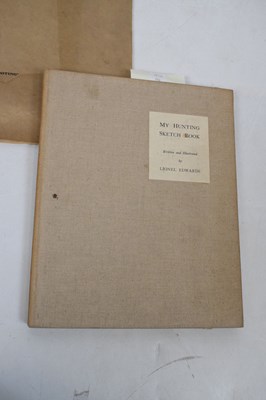 MY HUNTING
SKETCH BOOK
Written and Illustrated
by
LIONEL EDWARDS